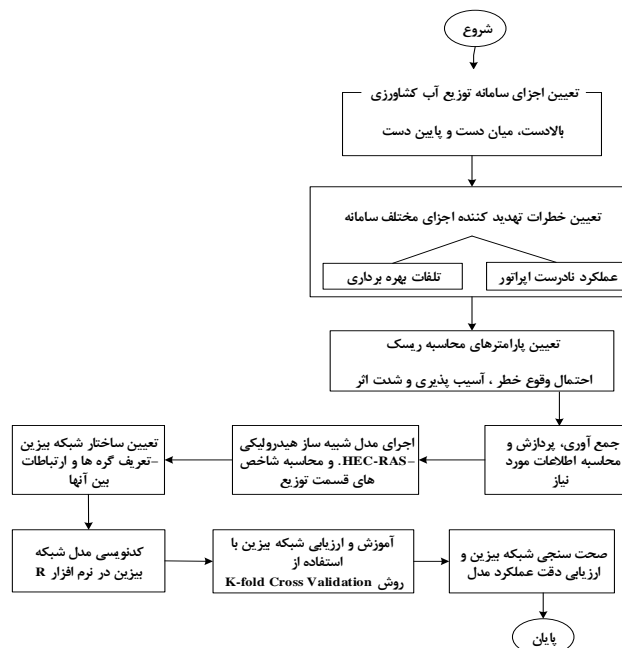 شروع
تعیین اجزای سامانه توزیع آب کشاورزی
بالادست، میان دست و پایین دست
تعیین خطرات تهدید کننده اجزای مختلف سامانه
عملکرد نادرست اپراتور
تلفات بهره برداری
تعیین پارامترهای محاسبه ریسک
احتمال وقوع خطر ، آسیب پذیری و شدت اثر
جمع آوری، پردازش و
محاسبه اطلاعات مورد
نیاز
اجرای مدل شبیه ساز هیدرولیکی
HEC-RAS–. و محاسبه شاخص
های قسمت توزیع
تعیین ساختار شبکه بیزین
–تعریف گره ها و ارتباطات
بین آنها
کدنویسی مدل شبکه
بیزین در نرم افزار R
آموزش و ارزیابی شبکه بیزین با
استفاده از
روش K-fold Cross Validation
صحت سنجی شبکه بیزین و
ارزیابی دقت عملکرد مدل
پایان